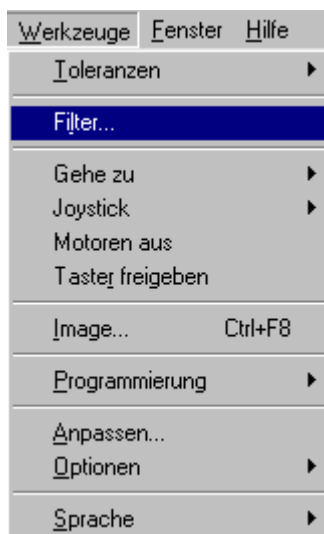 Werkzeuge Fenster Hilfe
Toleranzen
Filter...
Gehe zu
Joystick
Motoren aus
Taster freigeben
Image... Ctrl+F8
Programmierung
Anpassen...
Optionen
Sprache